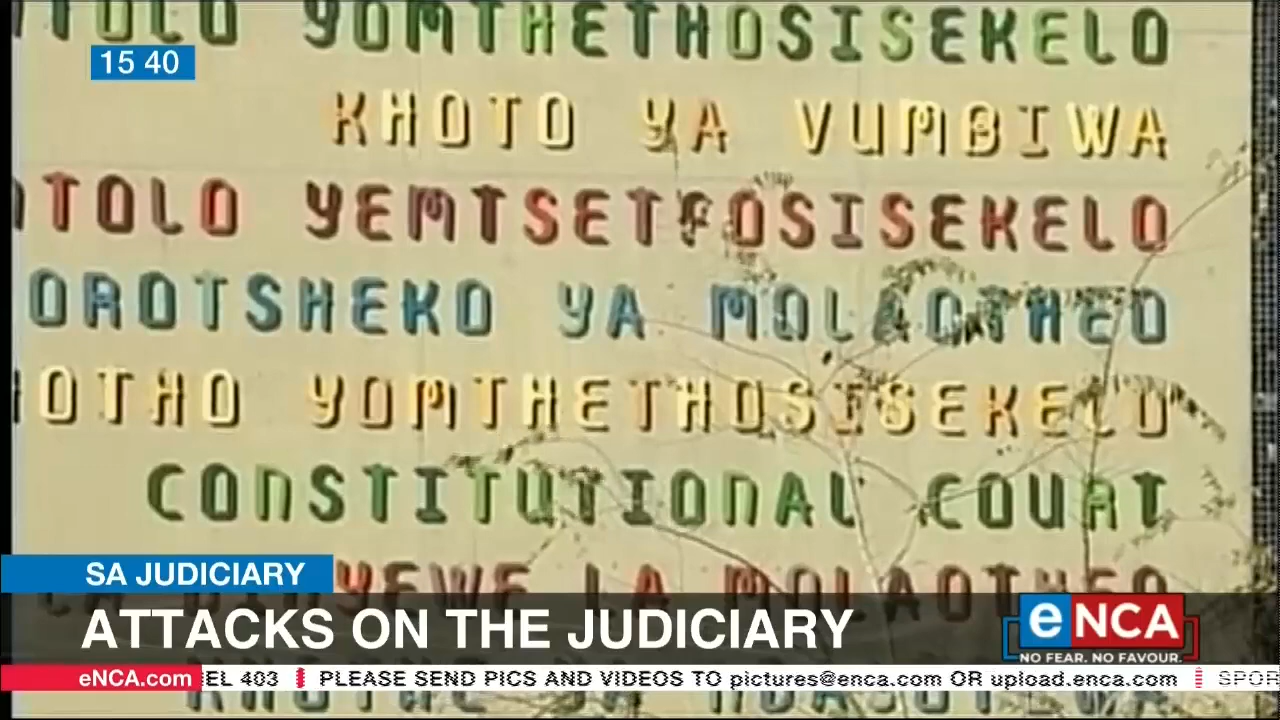 YOMTHETHOSISEKELO
15 40
KHOTO YA VUMBIWA
TOLO YEMTSETFOSISEKELO
OROTSHEKO YA MOLAOTHEO
OTHO YOMTHETHOSISEKELO
CONSTITUTIONAL COURT
LA MOLAOTHEO
SA JUDICIARY
ATTACKS ON THE JUDICIARY
eNCA
NO FEAR. NO FAVOUR.
eNCA.com EL 403 PLEASE SEND PICS AND VIDEOS TO pictures@enca.com OR upload.enca.com SPOR